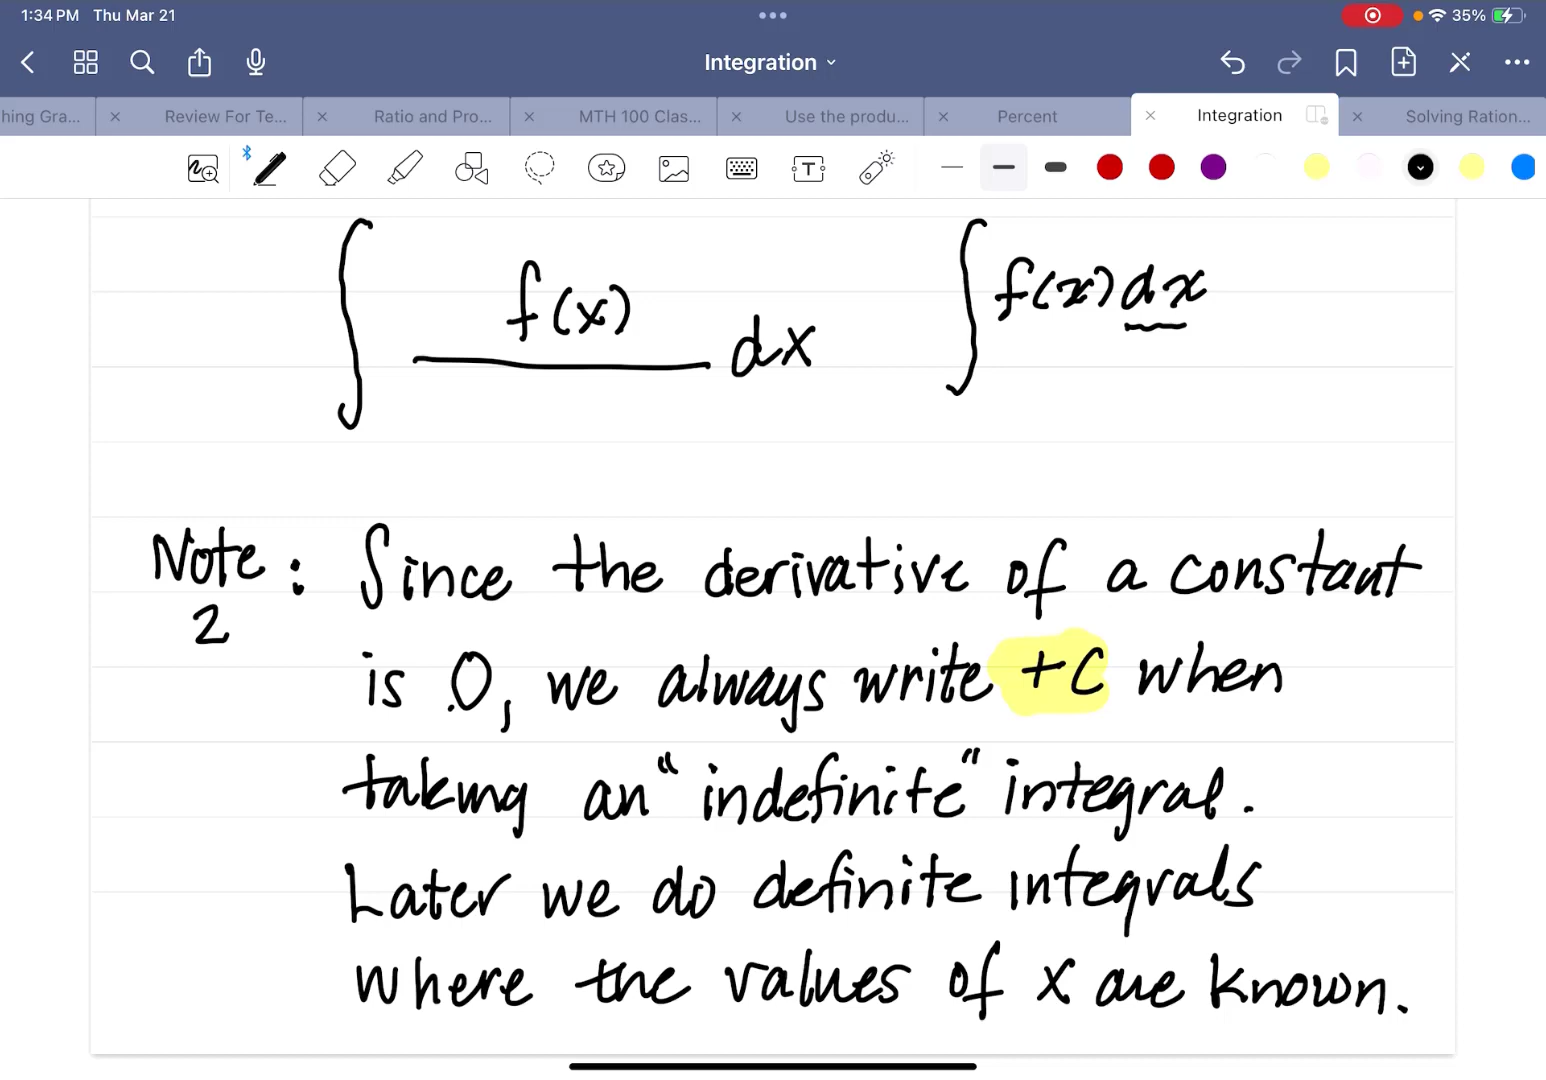 1:34 PM Thu Mar 21
35%
Integration
hing Gra...
Review For Te...
Ratio and Pro...
MTH 100 Clas...
Use the produ...
Percent
Integration
Solving Ration...
∫ f(x) dx
∫ f(x) dx
Note 2 : Since the derivative of a constant
is 0, we always write +C when
taking an "indefinite" integral.
Later we do definite integrals
where the values of x are known.